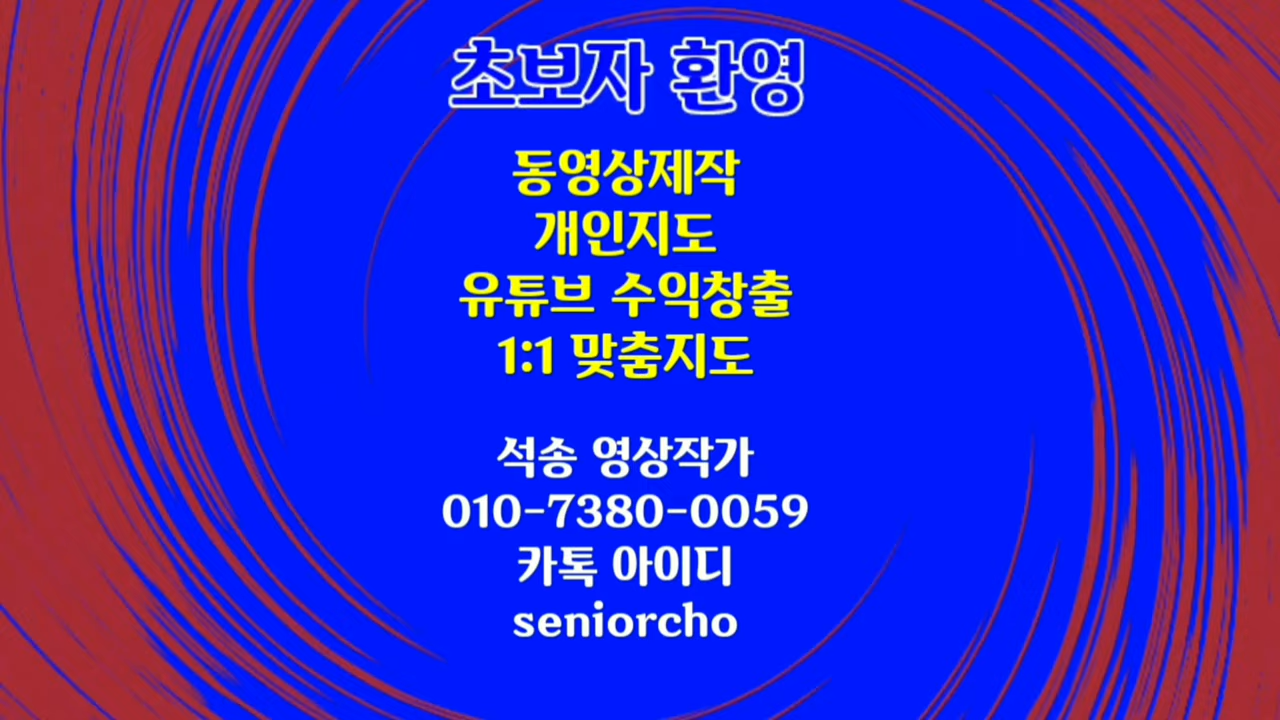 초보자 환영
동영상제작
개인지도
유튜브 수익창출
1:1 맞춤지도
석송 영상작가
010-7380-0059
카톡 아이디
seniorcho